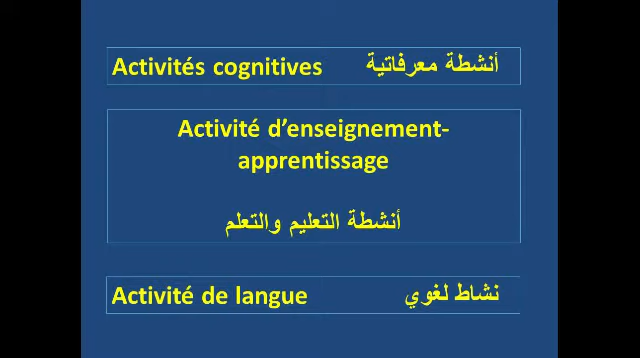 Activités cognitives أنشطة معرفاتية
Activité d'enseignement-
apprentissage
أنشطة التعليم والتعلم
Activité de langue نشاط لغوي